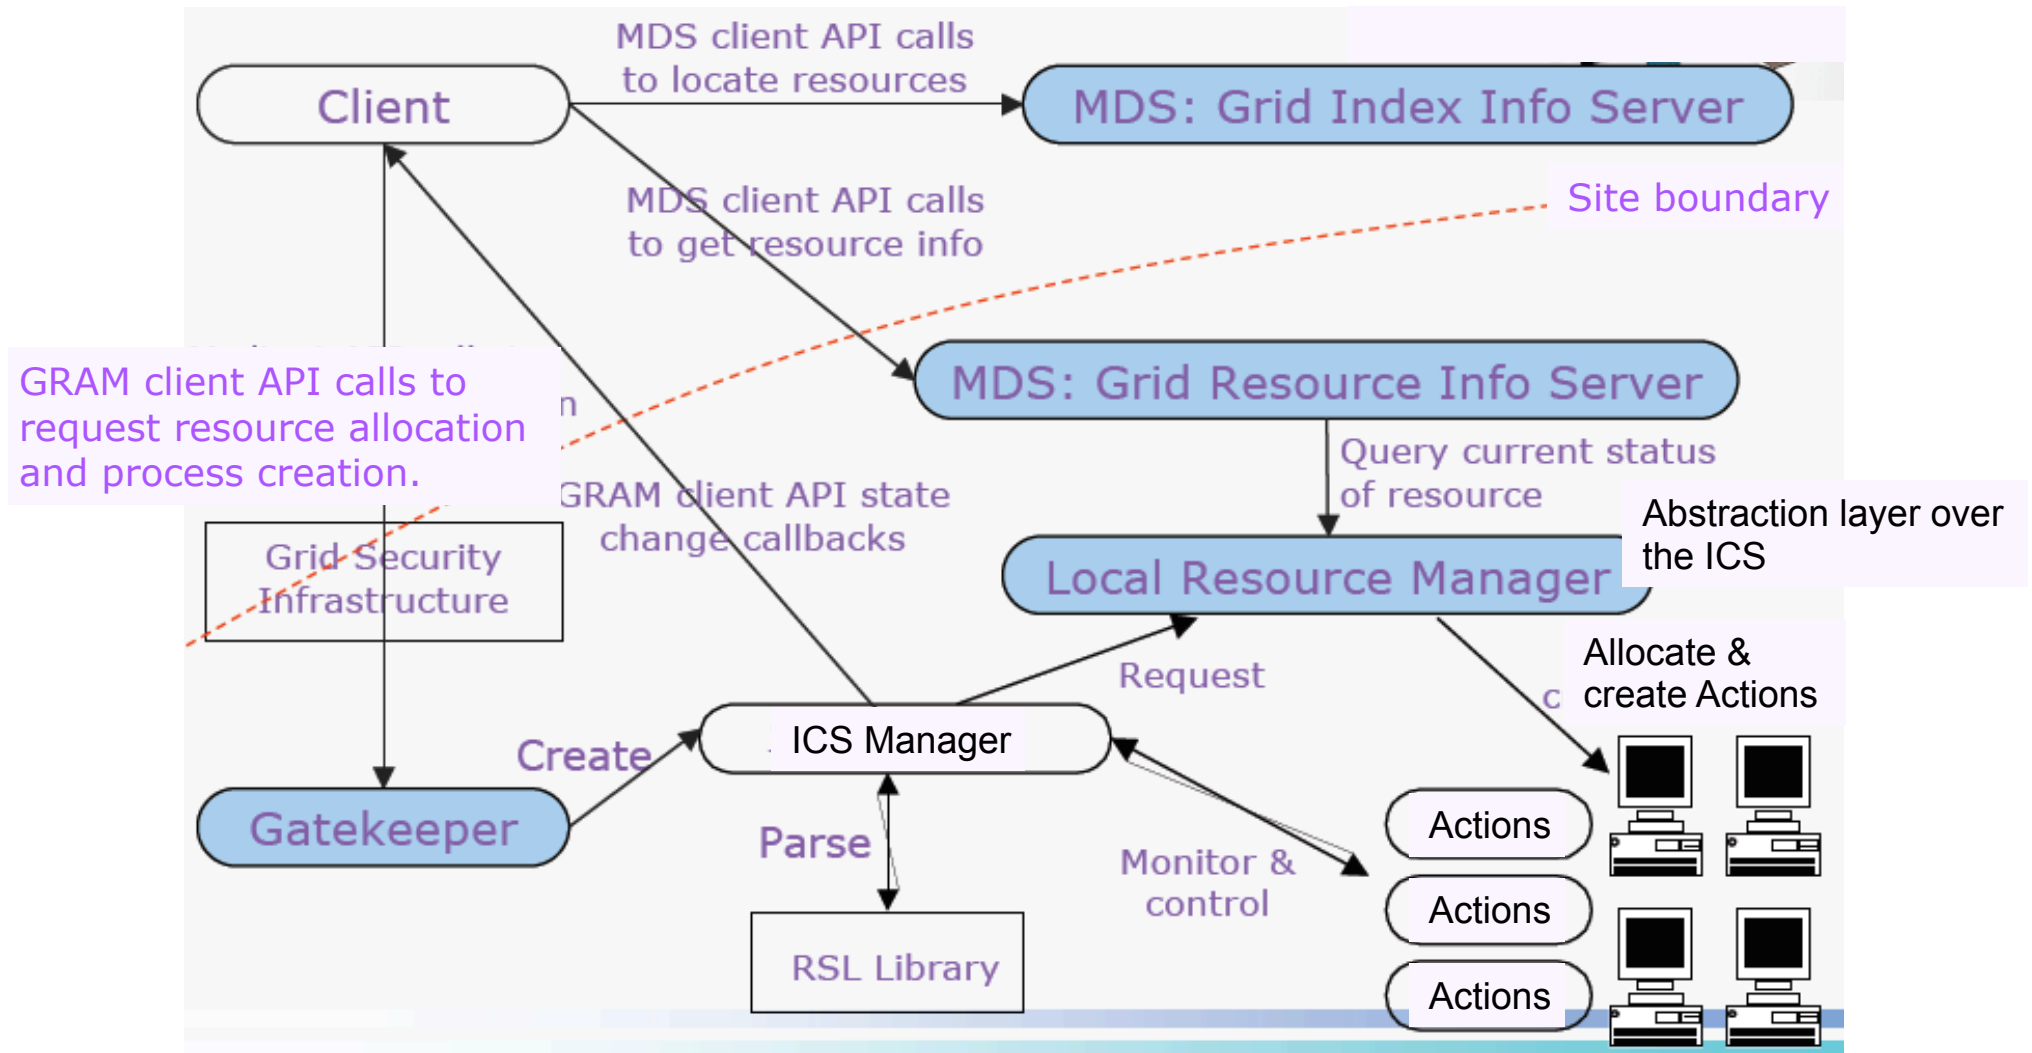 MDS client API calls
to locate resources
Client
MDS: Grid Index Info Server
MDS client API calls
to get resource info
Site boundary
GRAM client API calls to
request resource allocation
and process creation.
n
MDS: Grid Resource Info Server
Query current status
of resource
GRAM client API state
change callbacks
Abstraction layer over
the ICS
Grid Security
Infrastructure
Local Resource Manager
Request
Allocate &
create Actions
c
ICS Manager
Create
Gatekeeper
Parse
Monitor &
control
Actions
Actions
Actions
RSL Library